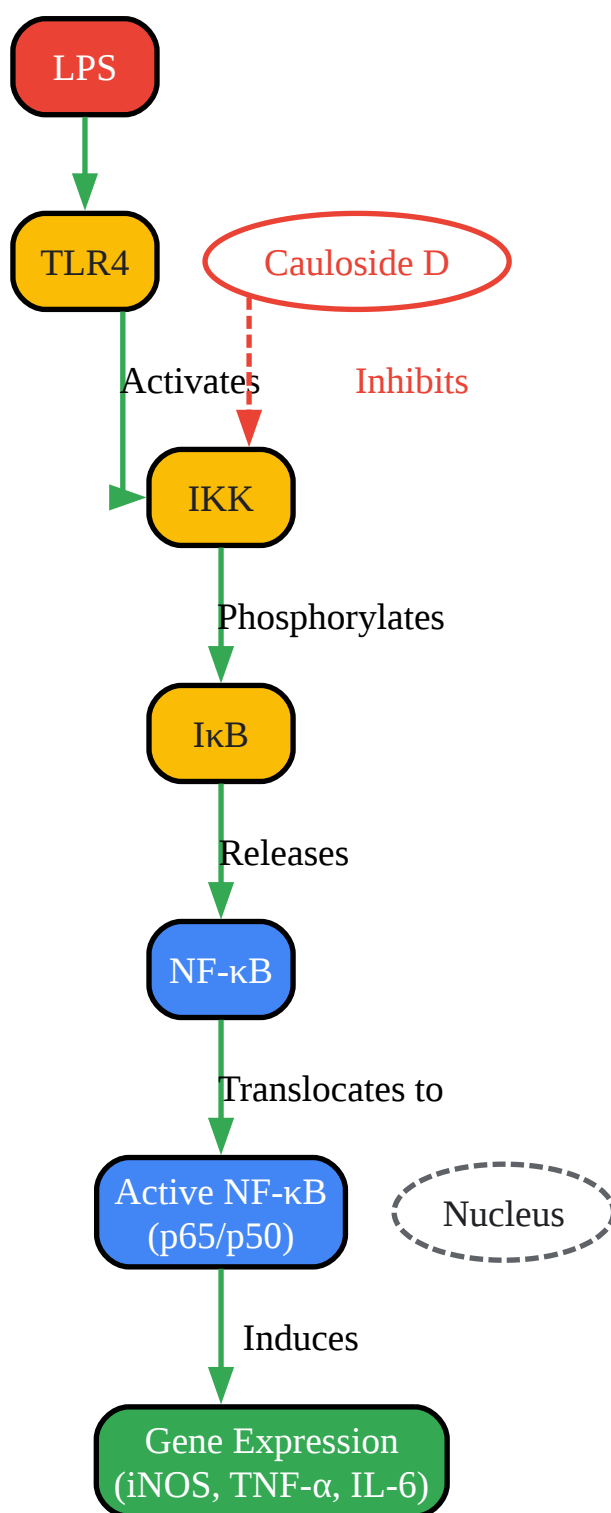 LPS
TLR4
Cauloside D
Activates
Inhibits
IKK
Phosphorylates
IκB
Releases
NF-κB
Translocates to
Active NF-κB
(p65/p50)
Nucleus
Induces
Gene Expression
(iNOS, TNF-α, IL-6)